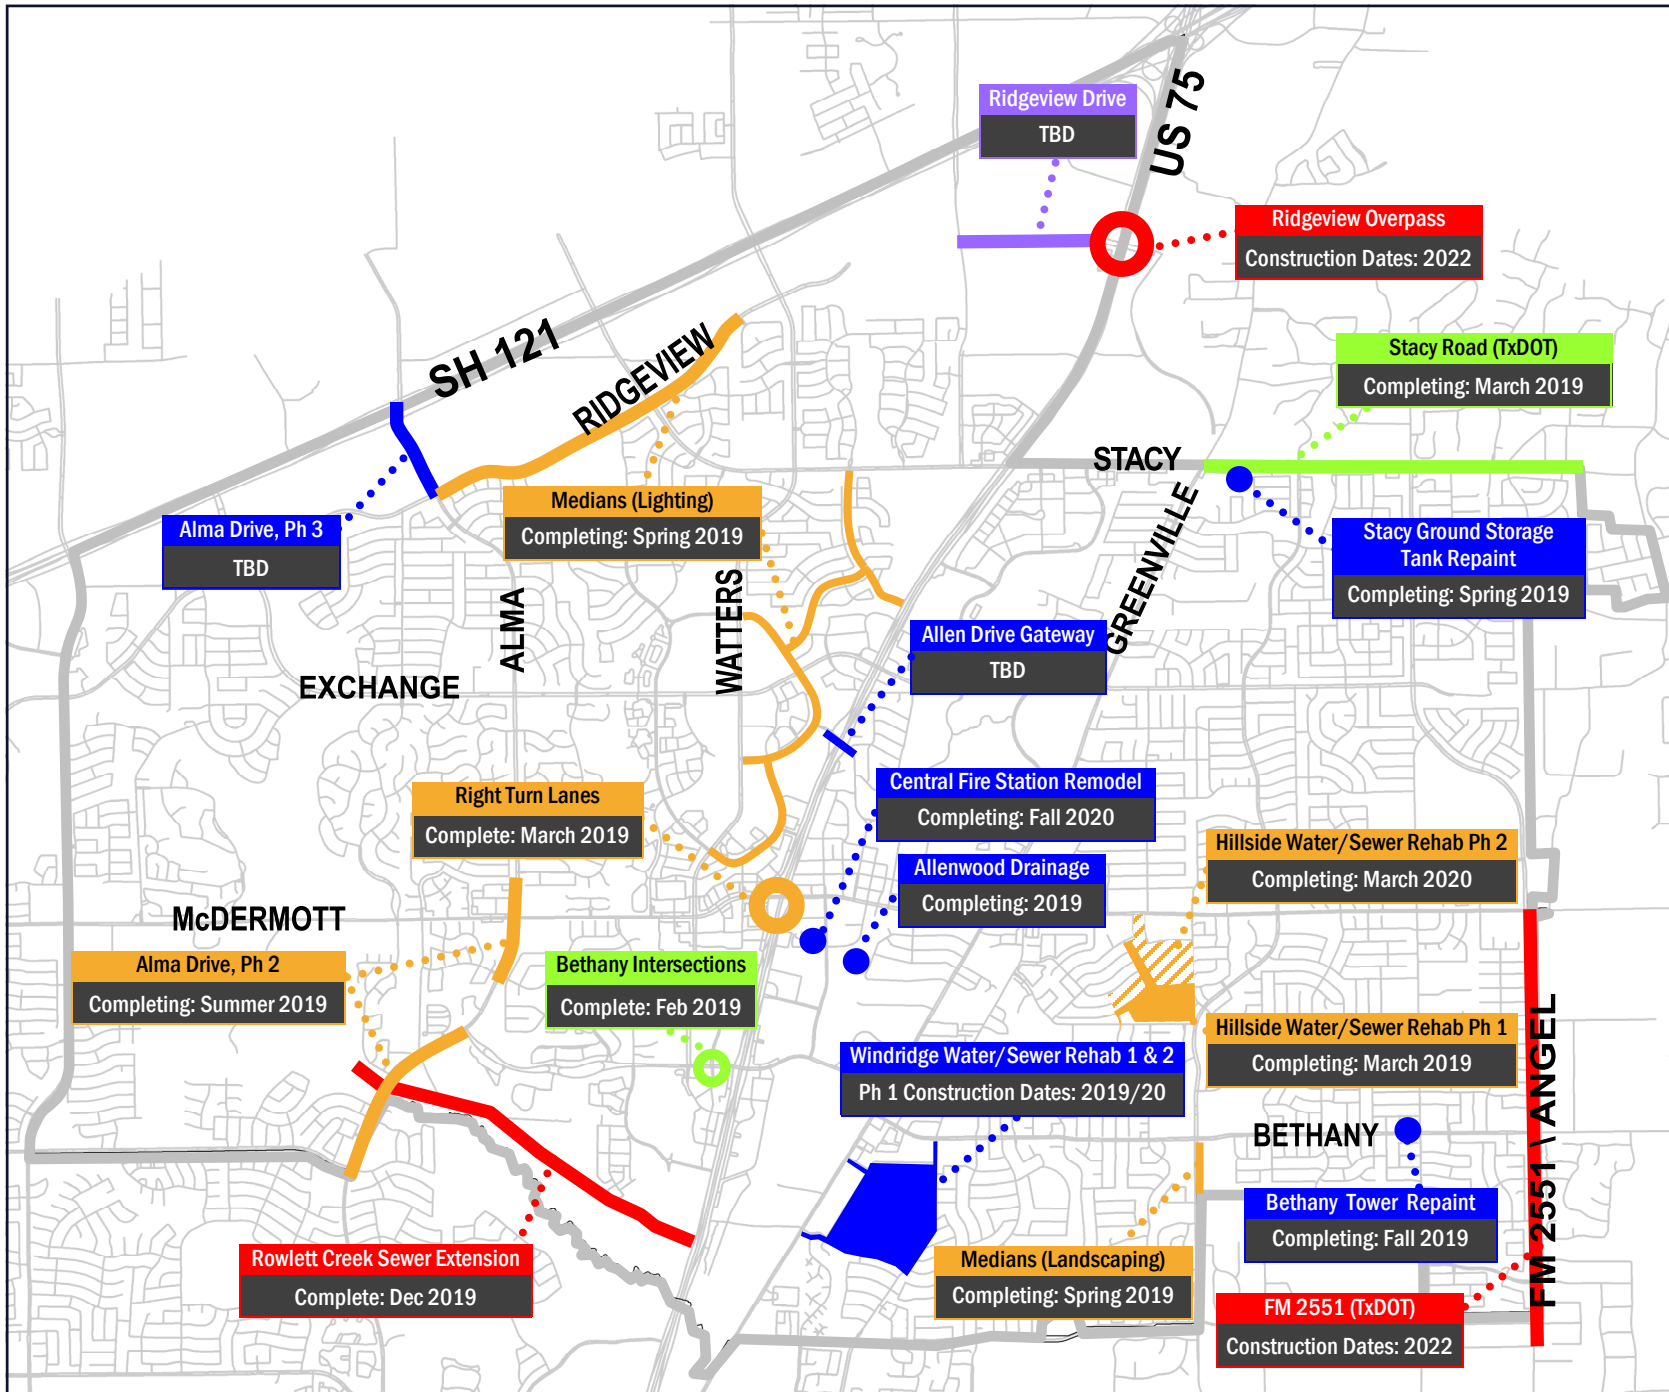 Ridgeview Drive
TBD
US 75
Ridgeview Overpass
Construction Dates: 2022
SH 121
RIDGEVIEW
Stacy Road (TxDOT)
Completing: March 2019
STACY
GREENVILLE
Medians (Lighting)
Completing: Spring 2019
Alma Drive, Ph 3
TBD
Stacy Ground Storage
Tank Repaint
Completing: Spring 2019
ALMA
WATTERS
Allen Drive Gateway
TBD
EXCHANGE
Right Turn Lanes
Complete: March 2019
Central Fire Station Remodel
Completing: Fall 2020
Allenwood Drainage
Completing: 2019
Hillside Water/Sewer Rehab Ph 2
Completing: March 2020
McDERMOTT
Alma Drive, Ph 2
Completing: Summer 2019
Bethany Intersections
Complete: Feb 2019
Hillside Water/Sewer Rehab Ph 1
Completing: March 2019
Windridge Water/Sewer Rehab 1 & 2
Ph 1 Construction Dates: 2019/20
BETHANY
FM 2551 \ ANGEL
Bethany Tower Repaint
Completing: Fall 2019
Rowlett Creek Sewer Extension
Complete: Dec 2019
Medians (Landscaping)
Completing: Spring 2019
FM 2551 (TxDOT)
Construction Dates: 2022